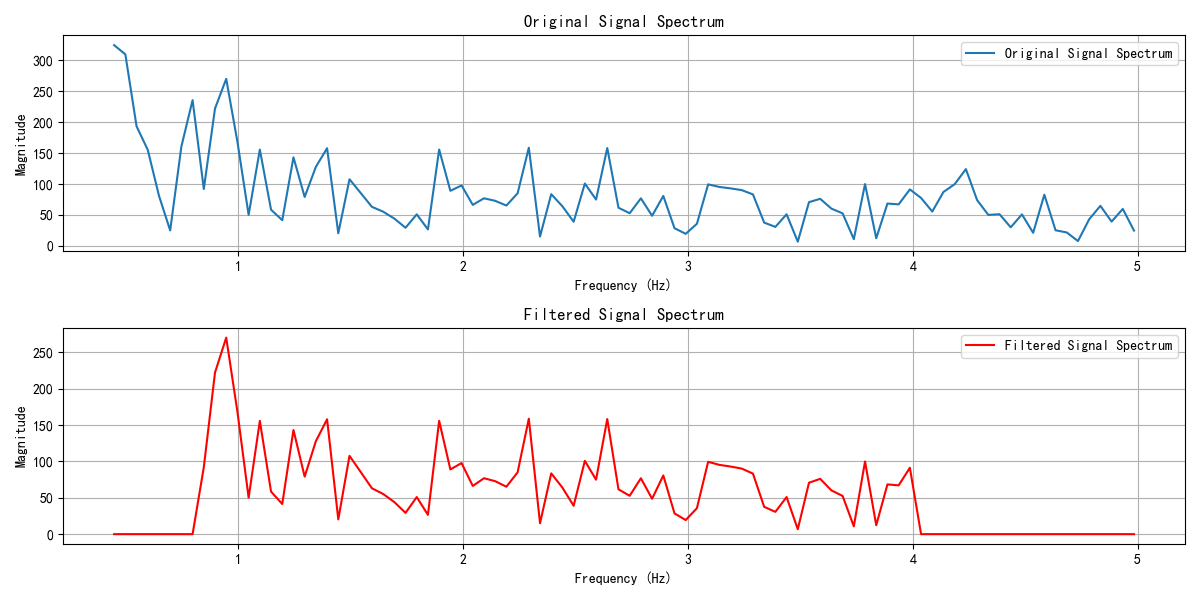 Original Signal Spectrum
Original Signal Spectrum
Magnitude
300
250
200
150
100
50
0
1 2 3 4 5
Frequency (Hz)
Filtered Signal Spectrum
Filtered Signal Spectrum
Magnitude
250
200
150
100
50
0
1 2 3 4 5
Frequency (Hz)